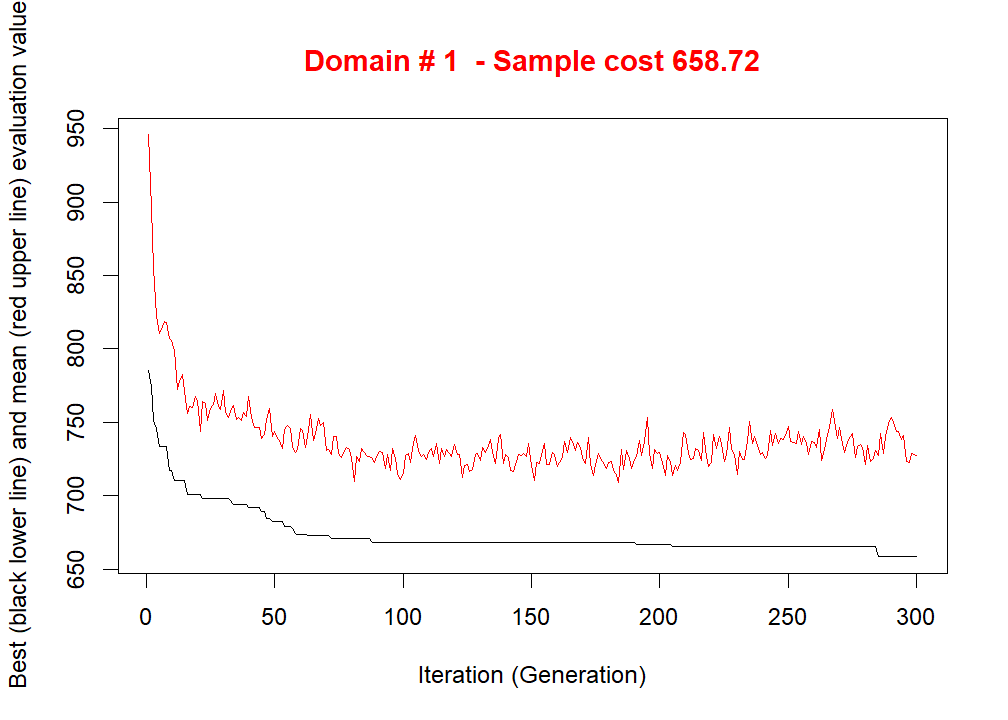 Domain # 1  - Sample cost 658.72
Best (black lower line) and mean (red upper line) evaluation value
950
900
850
800
750
700
650
0 50 100 150 200 250 300
Iteration (Generation)